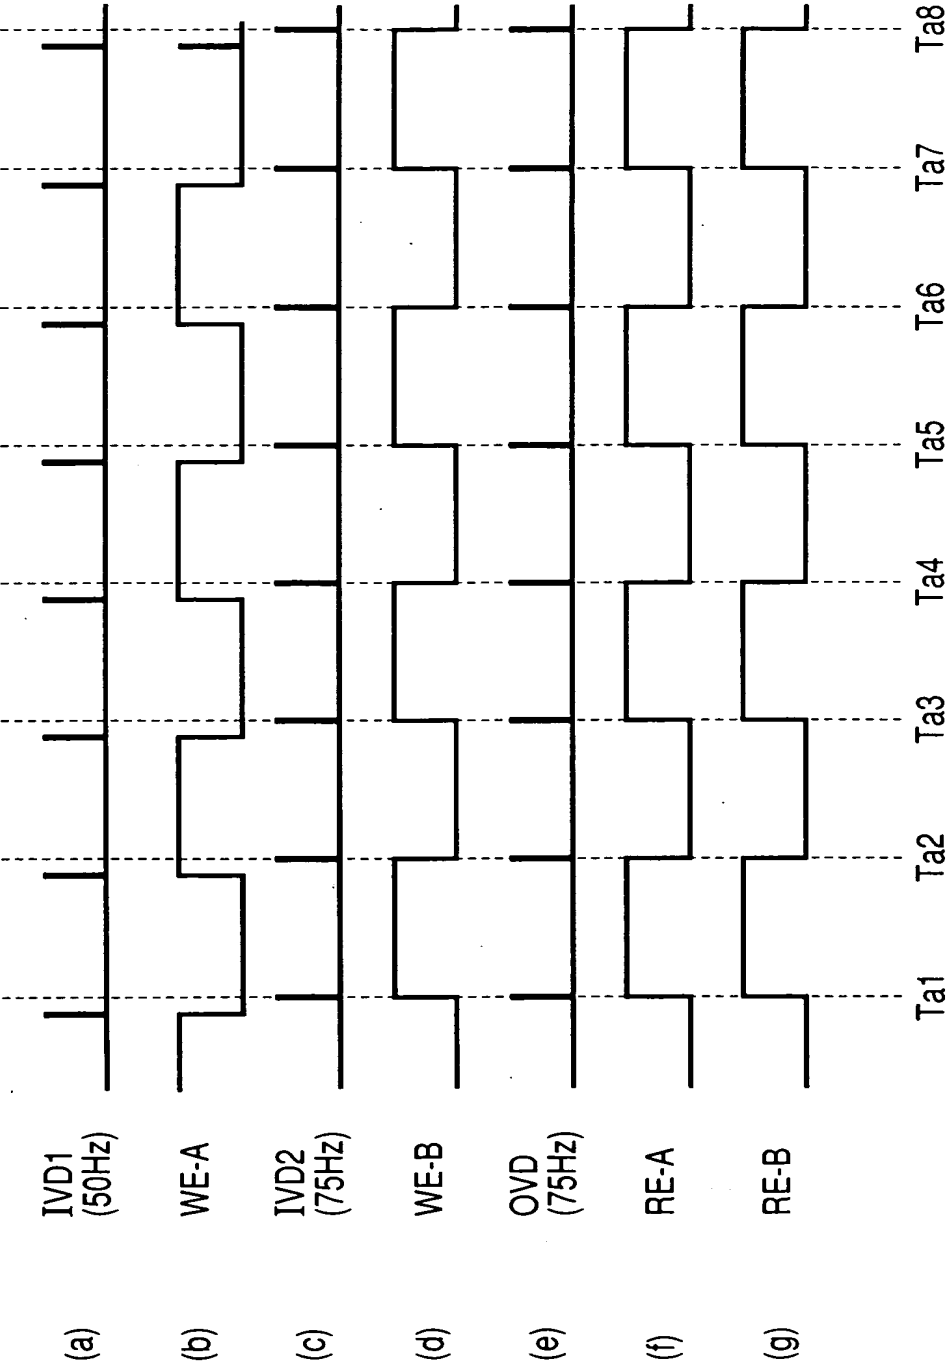 (a) IVD1
(50Hz)
(b) WE-A
(c) IVD2
(75Hz)
(d) WE-B
(e) OVD
(75Hz)
(f) RE-A
(g) RE-B
Ta1 Ta2 Ta3 Ta4 Ta5 Ta6 Ta7 Ta8